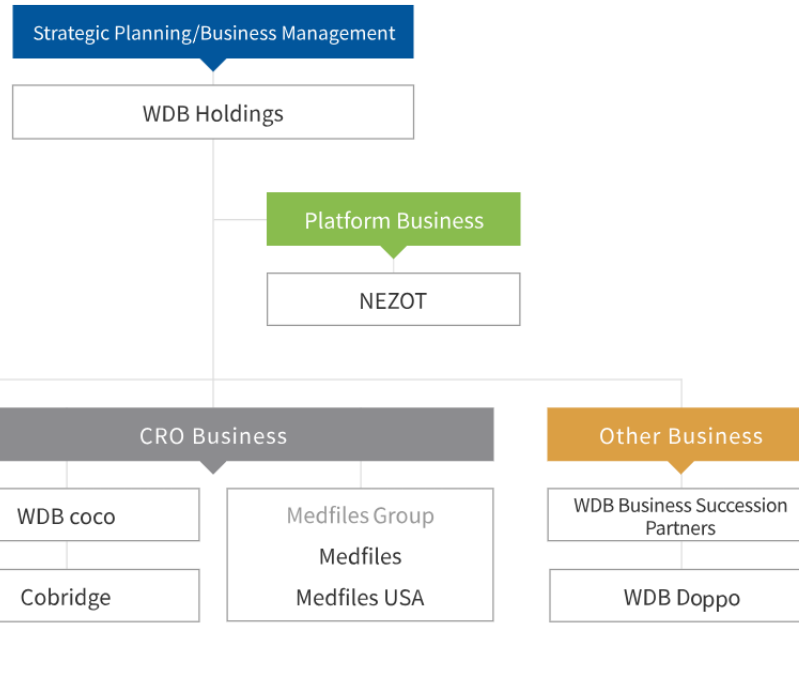 Strategic Planning/Business Management
WDB Holdings
Platform Business
NEZOT
CRO Business
Other Business
WDB coco
Cobridge
Medfiles Group
Medfiles
Medfiles USA
WDB Business Succession
Partners
WDB Doppo